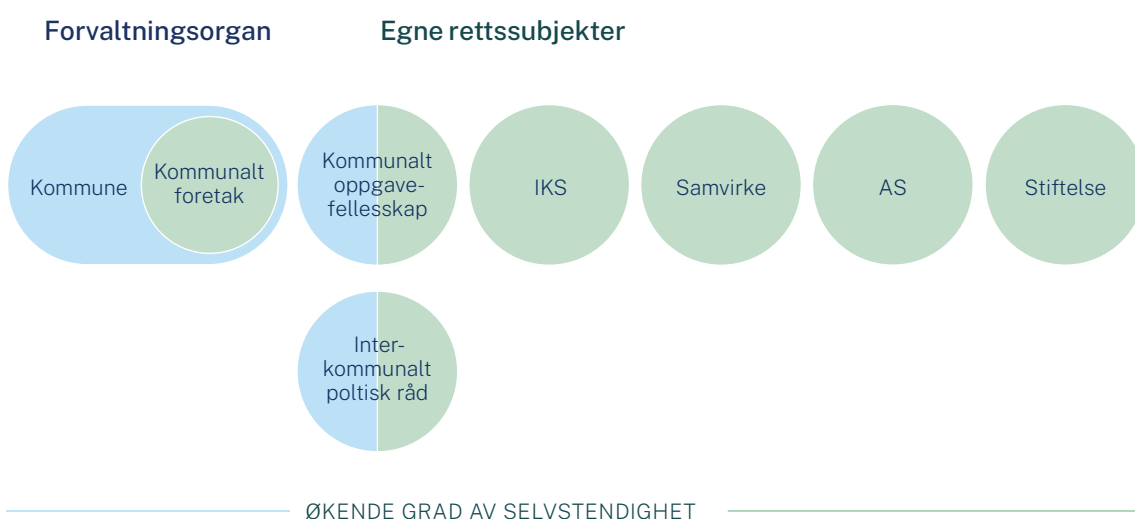 Forvaltningsorgan
Egne rettssubjekter
Kommune
Kommunalt
foretak
Kommunalt
oppgave-
fellesskap
IKS
Samvirke
AS
Stiftelse
Inter-
kommunalt
poltisk råd
ØKENDE GRAD AV SELVSTENDIGHET